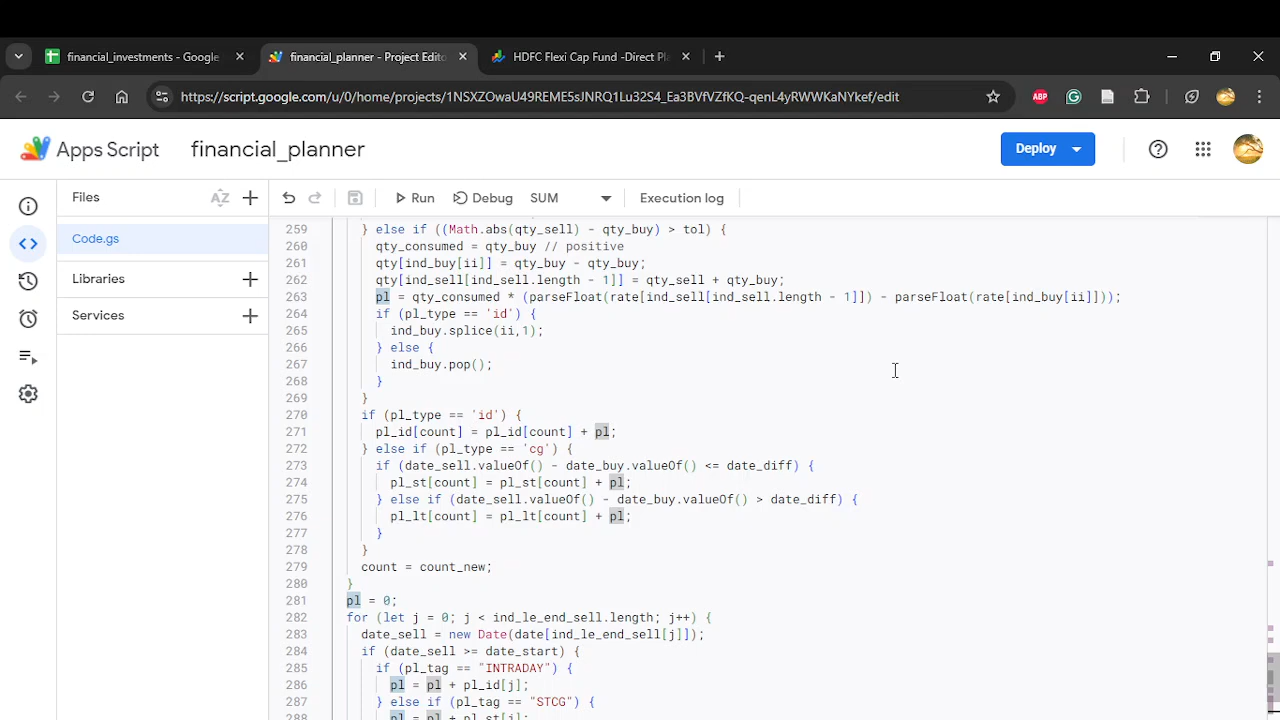 financial_investments - Google
financial_planner - Project Edito
HDFC Flexi Cap Fund -Direct Pl
https://script.google.com/u/0/home/projects/1NSXZOwaU49REME5sJNRQ1Lu32S4_Ea3BVfVZfKQ-qenL4yRWWKaNYkef/edit
ABP
Apps Script
financial_planner
Deploy
Files
AZ
Run
Debug
SUM
Execution log
Code.gs
Libraries
Services
259 } else if ((Math.abs(qty_sell) - qty_buy) > tol) {
260 qty_consumed = qty_buy // positive
261 qty[ind_buy[ii]] = qty_buy - qty_buy;
262 qty[ind_sell[ind_sell.length - 1]] = qty_sell + qty_buy;
263 pl = qty_consumed * (parseFloat(rate[ind_sell[ind_sell.length - 1]]) - parseFloat(rate[ind_buy[ii]]));
264 if (pl_type == 'id') {
265 ind_buy.splice(ii,1);
266 } else {
267 ind_buy.pop();
268 }
269 }
270 if (pl_type == 'id') {
271 pl_id[count] = pl_id[count] + pl;
272 } else if (pl_type == 'cg') {
273 if (date_sell.valueOf() - date_buy.valueOf() <= date_diff) {
274 pl_st[count] = pl_st[count] + pl;
275 } else if (date_sell.valueOf() - date_buy.valueOf() > date_diff) {
276 pl_lt[count] = pl_lt[count] + pl;
277 }
278 }
279 count = count_new;
280 }
281 pl = 0;
282 for (let j = 0; j < ind_le_end_sell.length; j++) {
283 date_sell = new Date(date[ind_le_end_sell[j]]);
284 if (date_sell >= date_start) {
285 if (pl_tag == "INTRADAY") {
286 pl = pl + pl_id[j];
287 } else if (pl_tag == "STCG") {
288 pl = pl + pl_st[j];